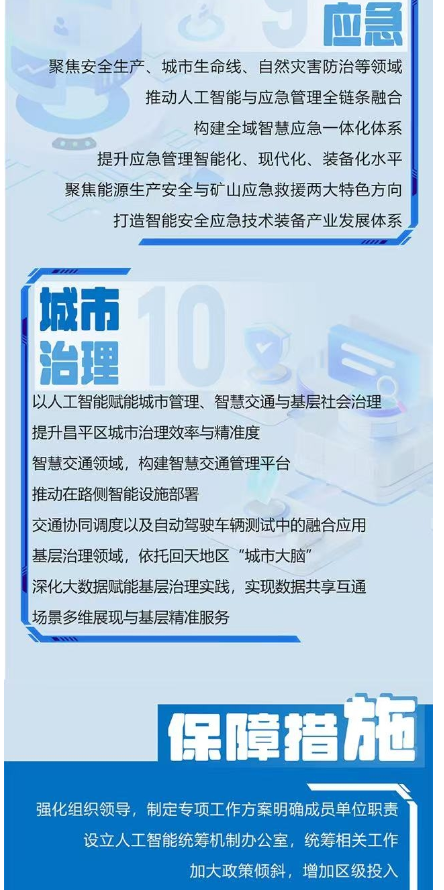 9
应急
聚焦安全生产、城市生命线、自然灾害防治等领域
推动人工智能与应急管理全链条融合
构建全域智慧应急一体化体系
提升应急管理智能化、现代化、装备化水平
聚焦能源生产安全与矿山应急救援两大特色方向
打造智能安全应急技术装备产业发展体系
城市
治理
10
以人工智能赋能城市管理、智慧交通与基层社会治理
提升昌平区城市治理效率与精准度
智慧交通领域，构建智慧交通管理平台
推动在路侧智能设施部署
交通协同调度以及自动驾驶车辆测试中的融合应用
基层治理领域，依托回天地区“城市大脑”
深化大数据赋能基层治理实践，实现数据共享互通
场景多维展现与基层精准服务
保障措施
强化组织领导，制定专项工作方案明确成员单位职责
设立人工智能统筹机制办公室，统筹相关工作
加大政策倾斜，增加区级投入